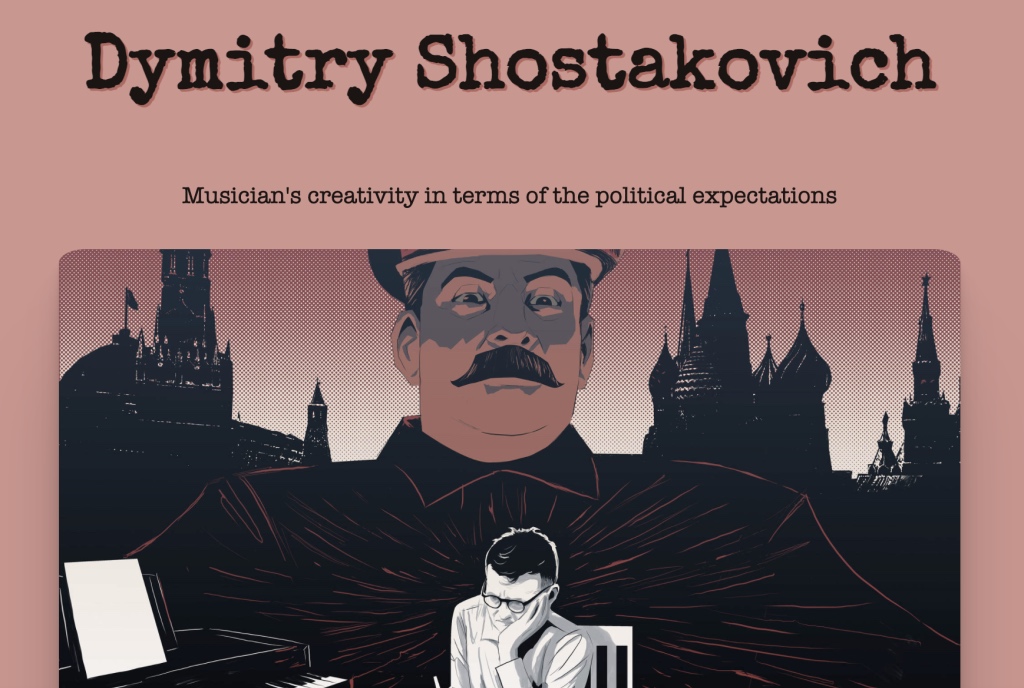 Dymitry Shostakovich
Musician's creativity in terms of the political expectations